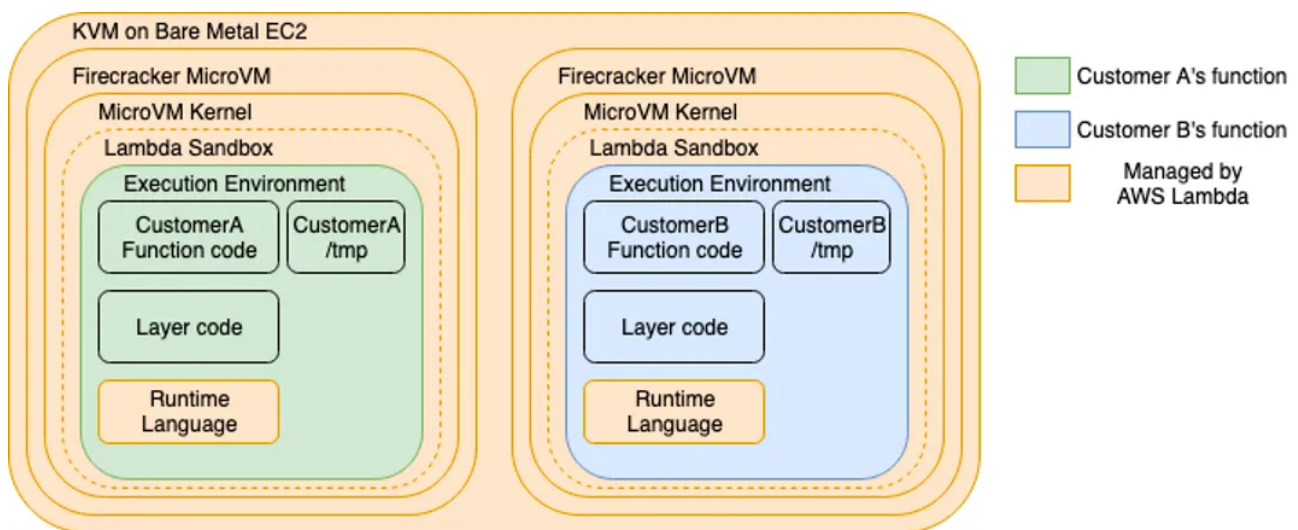 KVM on Bare Metal EC2
Firecracker MicroVM
MicroVM Kernel
Lambda Sandbox
Execution Environment
CustomerA
Function code
CustomerA
/tmp
Layer code
Runtime
Language
Firecracker MicroVM
MicroVM Kernel
Lambda Sandbox
Execution Environment
CustomerB
Function code
CustomerB
/tmp
Layer code
Runtime
Language
Customer A's function
Customer B's function
Managed by
AWS Lambda